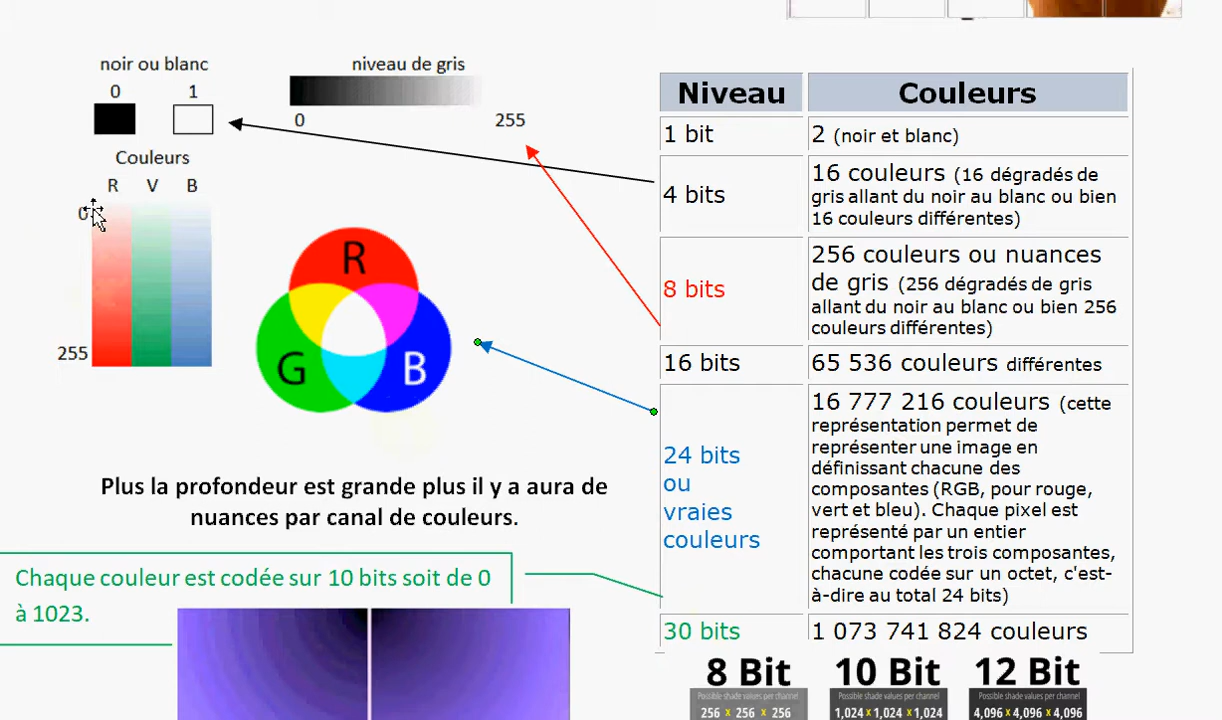 noir ou blanc
0 1
niveau de gris
0 255
Couleurs
R V B
0
255
R
G B
Plus la profondeur est grande plus il y a aura de
nuances par canal de couleurs.
Chaque couleur est codée sur 10 bits soit de 0
à 1023.
Niveau Couleurs
1 bit 2 (noir et blanc)
4 bits
16 couleurs (16 dégradés de
gris allant du noir au blanc ou bien
16 couleurs différentes)
8 bits
256 couleurs ou nuances
de gris (256 dégradés de gris
allant du noir au blanc ou bien 256
couleurs différentes)
16 bits 65 536 couleurs différentes
24 bits
ou
vraies
couleurs
16 777 216 couleurs (cette
représentation permet de
représenter une image en
définissant chacune des
composantes (RGB, pour rouge,
vert et bleu). Chaque pixel est
représenté par un entier
comportant les trois composantes,
chacune codée sur un octet, c'est-
à-dire au total 24 bits)
30 bits 1 073 741 824 couleurs
8 Bit 10 Bit 12 Bit
Possible shade values per channel Possible shade values per channel Possible shade values per channel
256 x 256 x 256 1,024 x 1,024 x 1,024 4,096 x 4,096 x 4,096